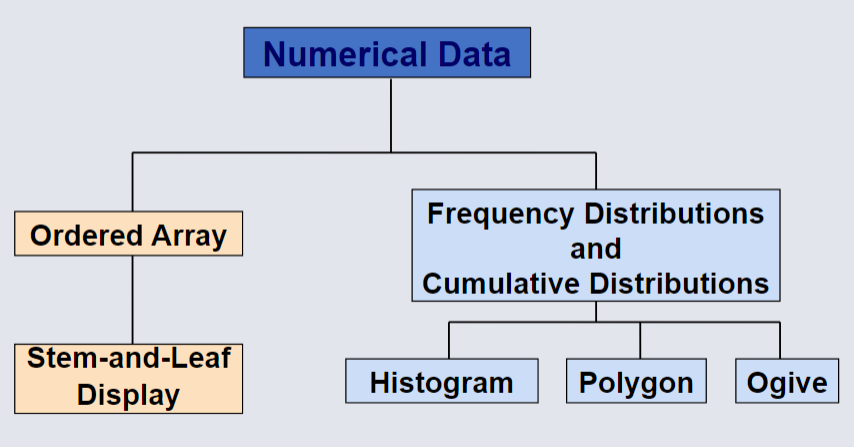 Numerical Data
Ordered Array
Frequency Distributions
and
Cumulative Distributions
Stem-and-Leaf
Display
Histogram
Polygon
Ogive